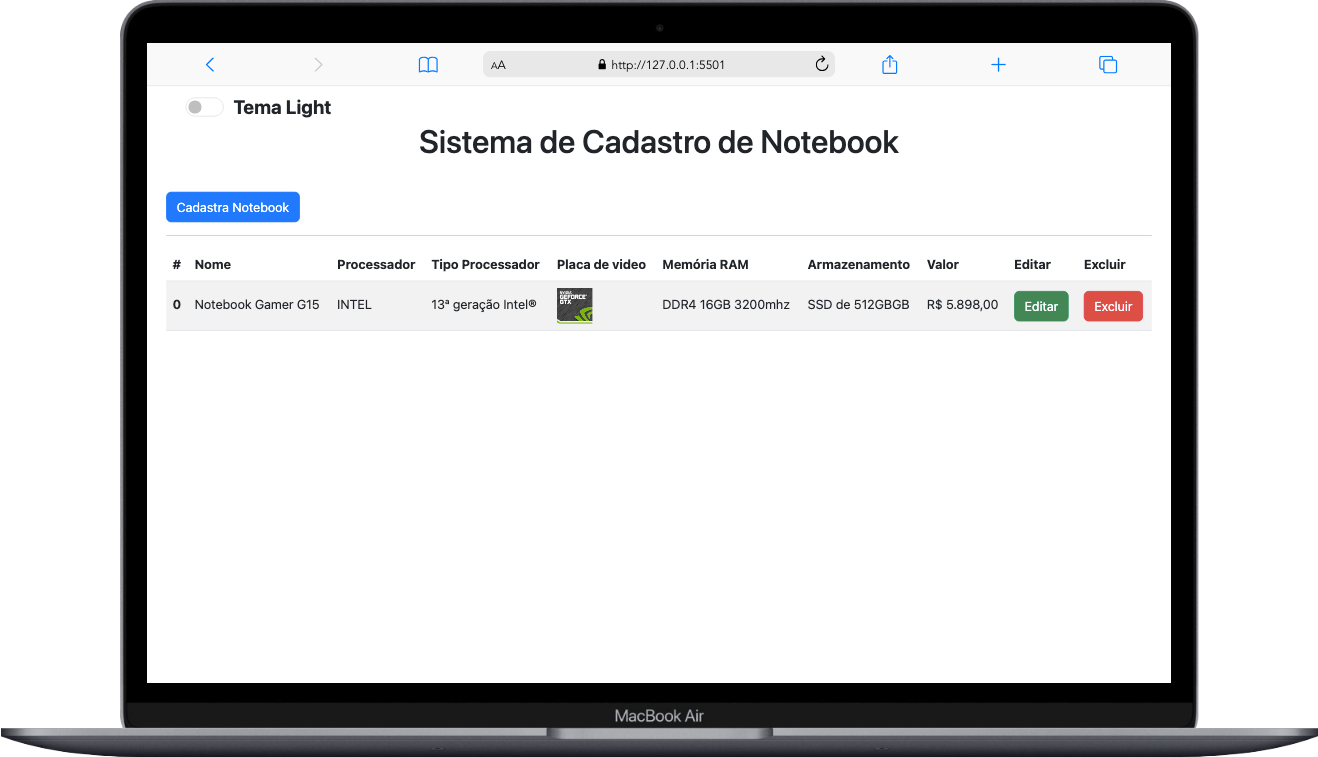 AA http://127.0.0.1:5501
Tema Light
Sistema de Cadastro de Notebook
Cadastra Notebook
# Nome Processador Tipo Processador Placa de video Memória RAM Armazenamento Valor Editar Excluir
0 Notebook Gamer G15 INTEL 13ª geração Intel® NVIDIA GEFORCE GTX DDR4 16GB 3200mhz SSD de 512GBGB R$ 5.898,00 Editar Excluir
MacBook Air